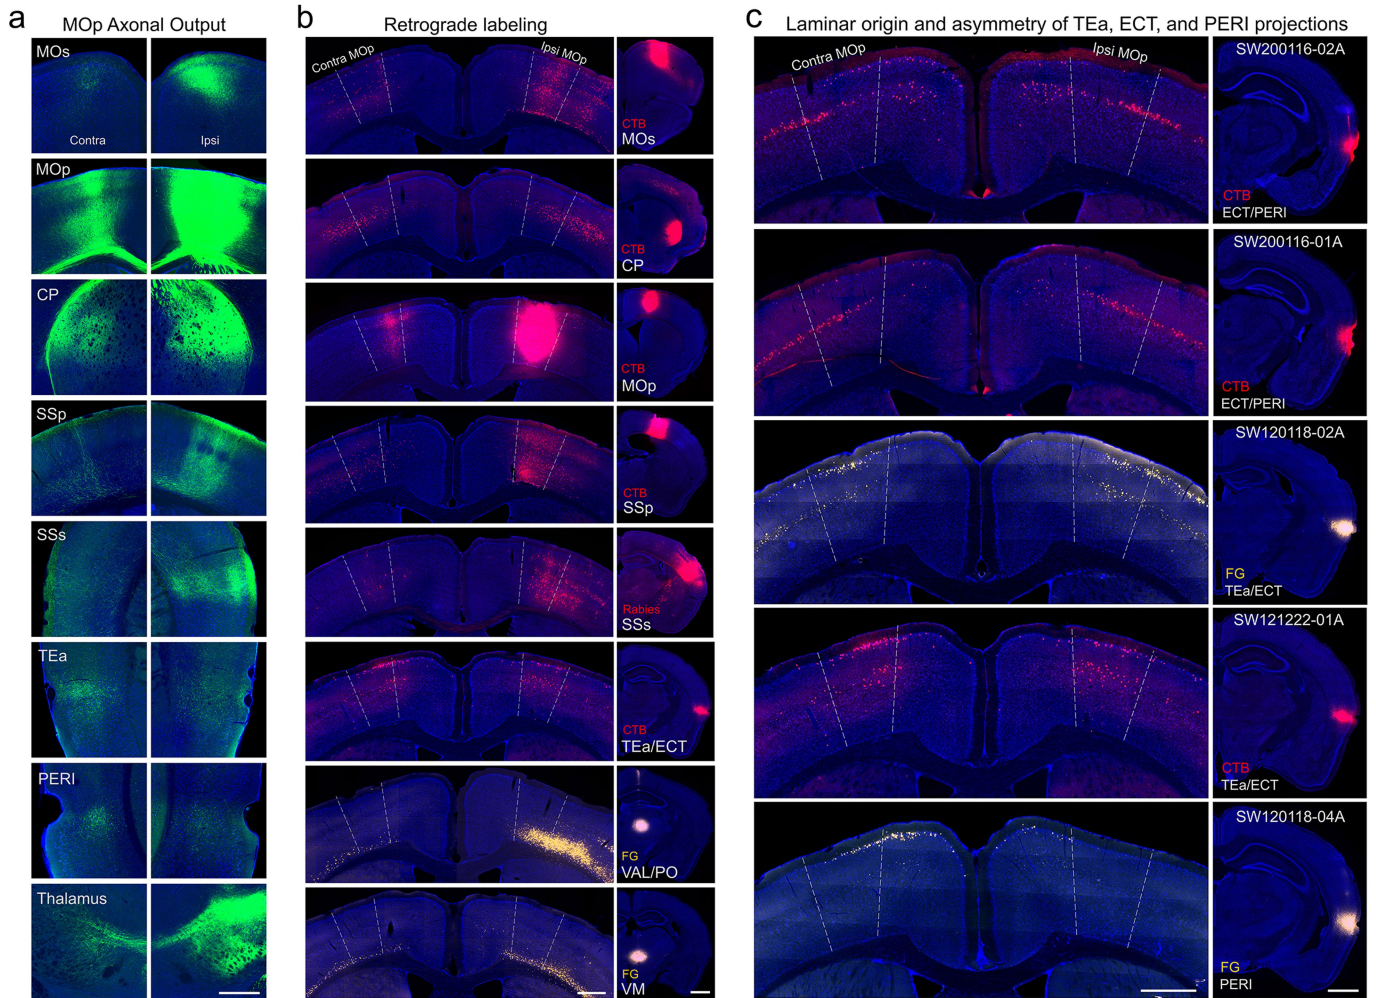 a
MOp Axonal Output
MOs
Contra
Ipsi
MOp
CP
SSp
SSs
TEa
PERI
Thalamus
b
Retrograde labeling
Contra MOp
Ipsi MOp
CTB
MOs
CTB
CP
CTB
MOp
CTB
SSp
Rabies
SSs
CTB
TEa/ECT
FG
VAL/PO
FG
VM
c
Laminar origin and asymmetry of TEa, ECT, and PERI projections
Contra MOp
Ipsi MOp
SW200116-02A
CTB
ECT/PERI
SW200116-01A
CTB
ECT/PERI
SW120118-02A
FG
TEa/ECT
SW121222-01A
CTB
TEa/ECT
SW120118-04A
FG
PERI